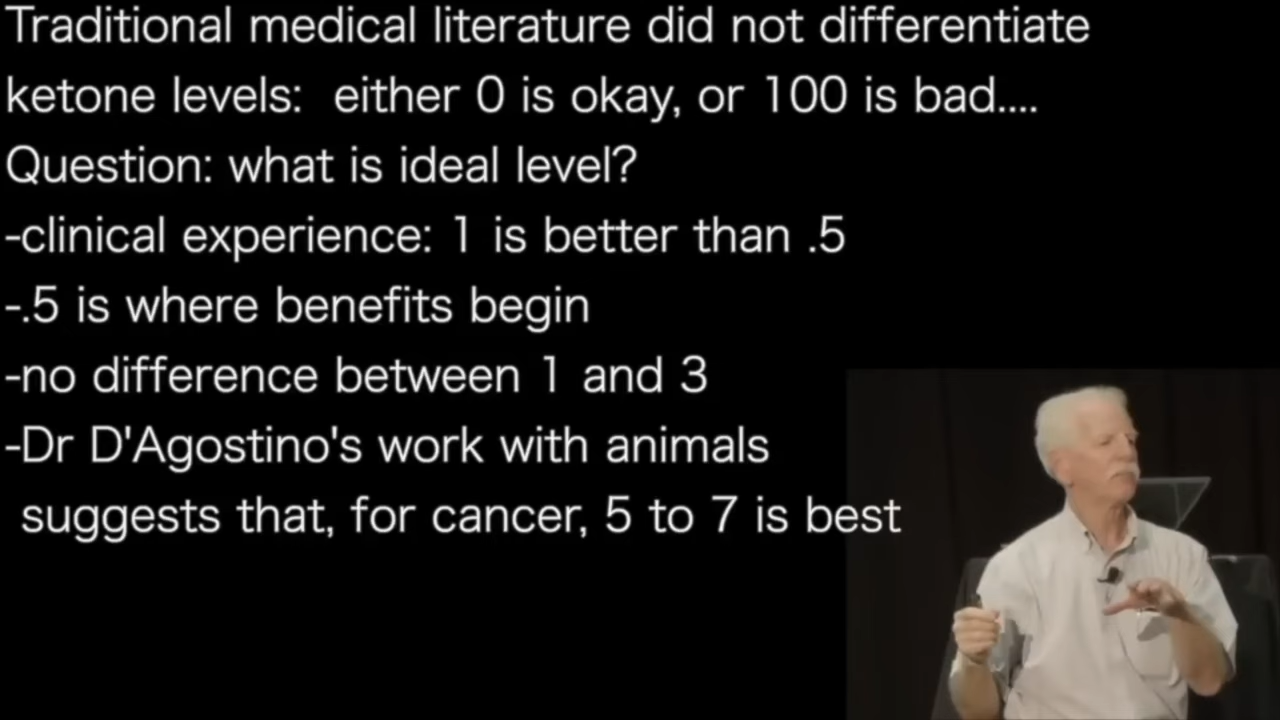 Traditional medical literature did not differentiate
ketone levels: either 0 is okay, or 100 is bad....
Question: what is ideal level?
-clinical experience: 1 is better than .5
-.5 is where benefits begin
-no difference between 1 and 3
-Dr D'Agostino's work with animals
suggests that, for cancer, 5 to 7 is best